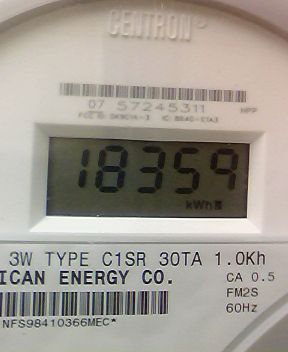 CENTRON
07 57245311 HPP
18359
kWh
3W TYPE C1SR 30TA 1.0Kh
ICAN ENERGY CO. CA 0.5
FM2S
60Hz
NFS98410366MEC*